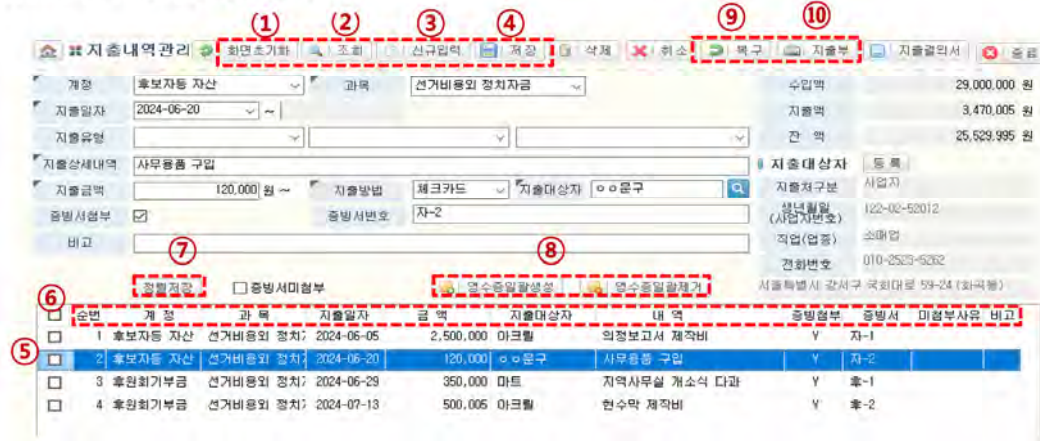 ① ② ③ ④ ⑨ ⑩
지출내역관리 화면초기화 조회 신규입력 저장 삭제 취소 복구 지출부 지출결의서 종료
계정 후보자등 자산 과목 선거비용외 정치자금 수입액 29,000,000 원
지출일자 2024-06-20 ~ 지출액 3,470,005 원
지출유형 잔 액 25,529,995 원
지출상세내역 사무용품 구입 지출대상자 등 록
지출금액 120,000 원 ~ 지출방법 체크카드 지출대상자 ㅇㅇ문구 지출처구분 사업자
증빙서첨부 증빙서번호 자-2 생년월일 (사업자번호) 122-02-52012
비고 직업(업종) 소매업
⑦ ⑧ 전화번호 010-2523-5262
정렬저장 증빙서미첨부 영수증일괄생성 영수증일괄제거 서울특별시 강서구 국회대로 59-24 (화곡동)
⑥ 순번 계 정 과 목 지출일자 금 액 지출대상자 내 역 증빙첨부 증빙서 미첨부사유 비고
⑤ 1 후보자등 자산 선거비용외 정치 2024-06-05 2,500,000 아크릴 의정보고서 제작비 Y 자-1
2 후보자등 자산 선거비용외 정치 2024-06-20 120,000 ㅇㅇ문구 사무용품 구입 Y 자-2
3 후원회기부금 선거비용외 정치 2024-06-29 350,000 마트 지역사무실 개소식 다과 Y 후-1
4 후원회기부금 선거비용외 정치 2024-07-13 500,005 아크릴 현수막 제작비 Y 후-2